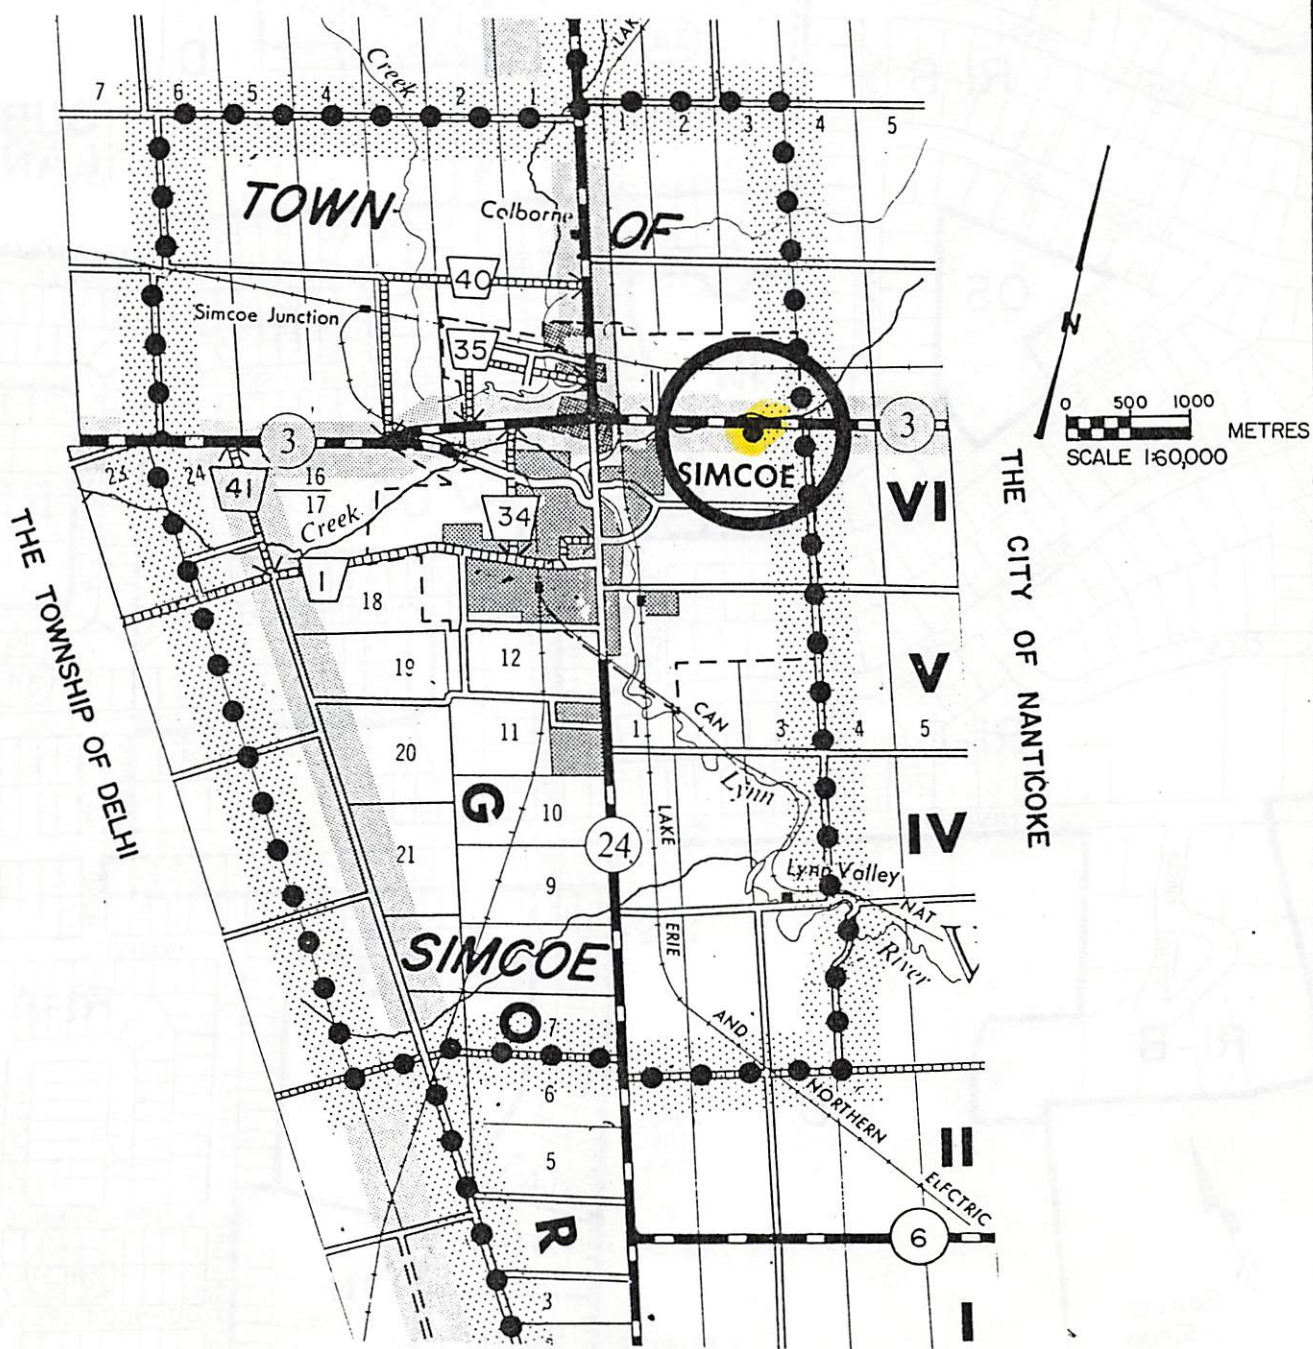 Creek
LAKE
7 6 5 4 2 1
1 2 3 4 5
TOWN OF
Colborne
N
40
Simcoe Junction
35
0 500 1000
METRES
SCALE 1:60,000
3
3
SIMCOE
VI
23 24
41
16
17
Creek
34
1
18
THE TOWNSHIP OF DELHI
THE CITY OF NANTICOKE
19
12
V
CAN
1 3 4 5
11
20
Lynn
G
10
LAKE
IV
24
21
9
Lynn Valley
NAT
ERIE
SIMCOE
River
V
O
7
AND
6
NORTHERN
II
5
ELECTRIC
R
6
3
I